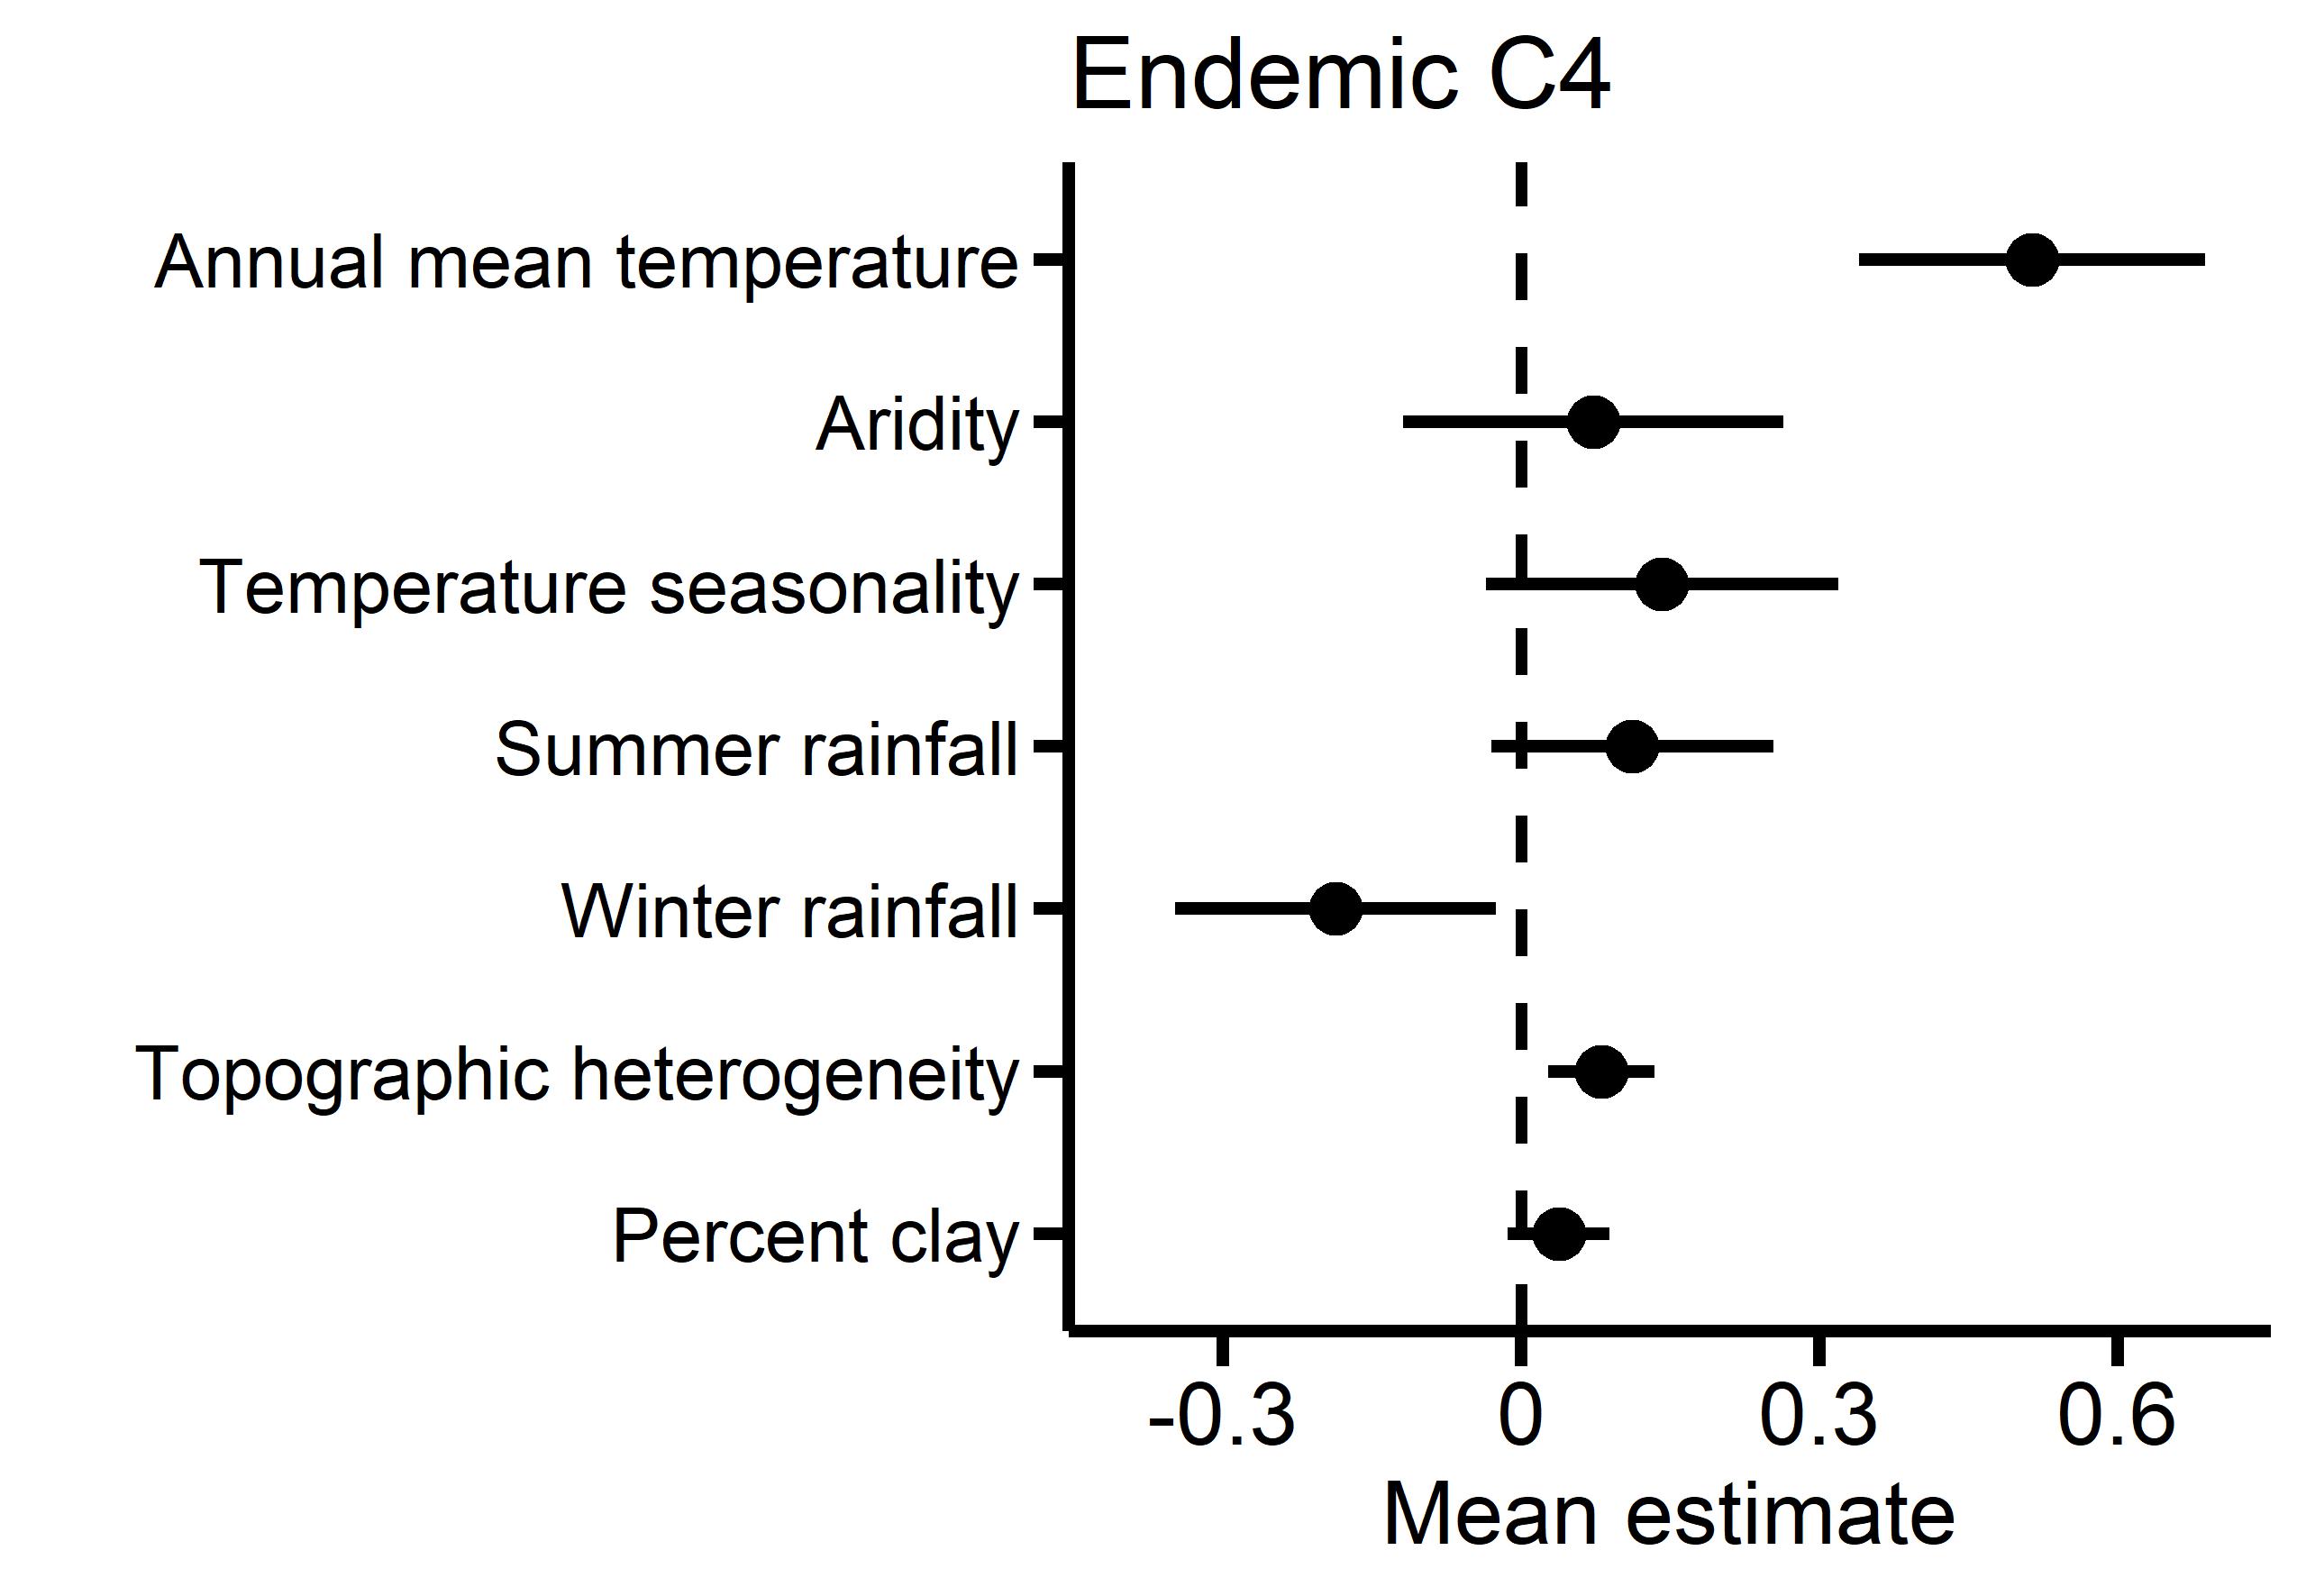 Endemic C4
Annual mean temperature
Aridity
Temperature seasonality
Summer rainfall
Winter rainfall
Topographic heterogeneity
Percent clay
-0.3 0 0.3 0.6
Mean estimate